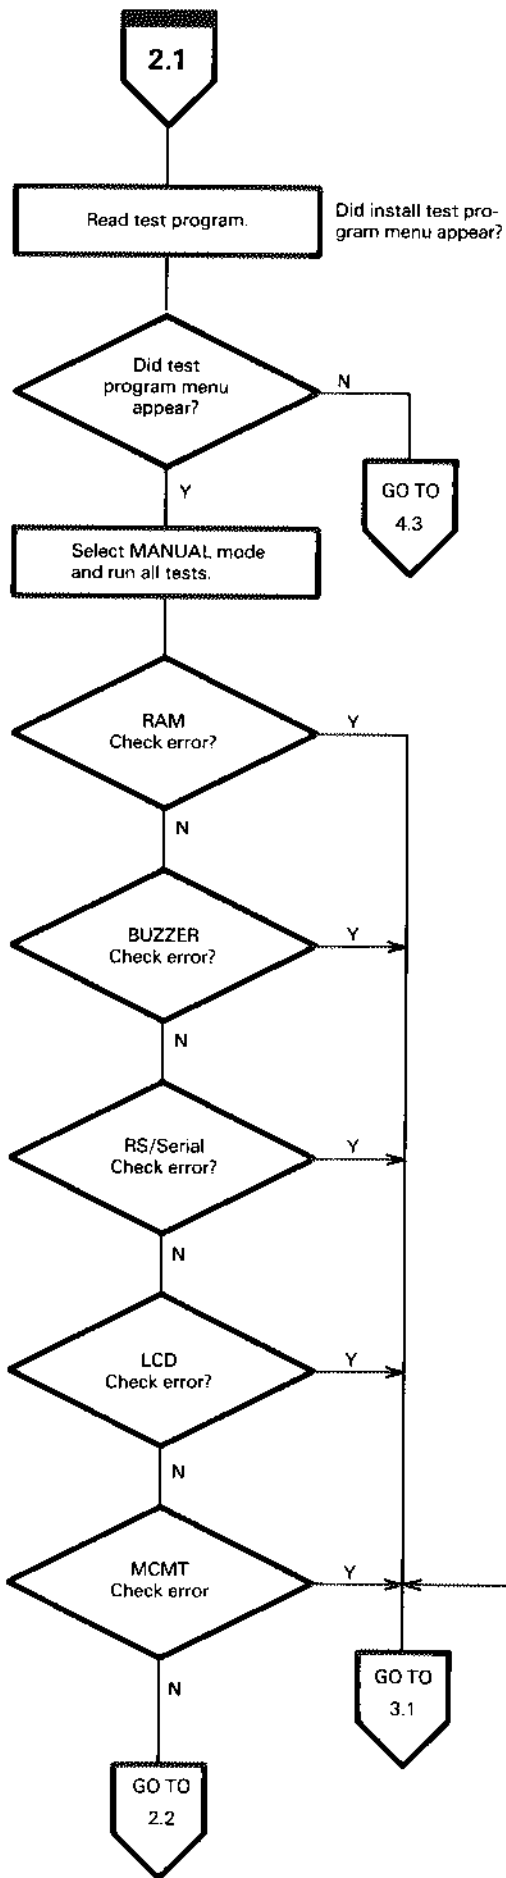 2.1
Read test program.
Did install test pro-
gram menu appear?
Did test
program menu
appear?
N
Y
GO TO
4.3
Select MANUAL mode
and run all tests.
RAM
Check error?
Y
N
BUZZER
Check error?
Y
N
RS/Serial
Check error?
Y
N
LCD
Check error?
Y
N
MCMT
Check error
Y
N
GO TO
3.1
GO TO
2.2